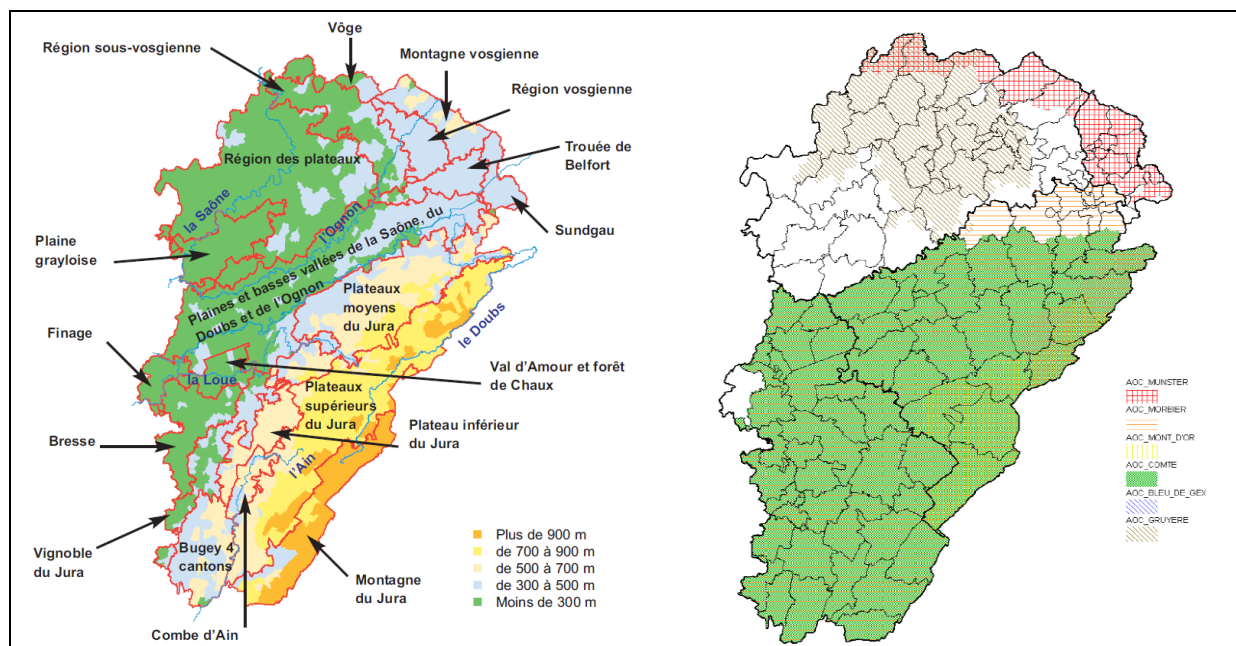 Vôge
Région sous-vosgienne
Montagne vosgienne
Région vosgienne
Trouée de
Belfort
Région des plateaux
la Saône
l'Ognon
Sundgau
Plaine
grayloise
Plaines et basses vallées de la Saône, du
Doubs et de l'Ognon
Plateaux
moyens
du Jura
le Doubs
Finage
la Loue
Val d'Amour et forêt
de Chaux
Plateaux
supérieurs
du Jura
Plateau inférieur
du Jura
Bresse
l'Ain
Vignoble
du Jura
Bugey 4
cantons
Montagne
du Jura
Combe d'Ain
Plus de 900 m
de 700 à 900 m
de 500 à 700 m
de 300 à 500 m
Moins de 300 m
AOC_MUNSTER
AOC_MORBIER
AOC_MONT_D'OR
AOC_COMTE
AOC_BLEU_DE_GEX
AOC_GRUYERE